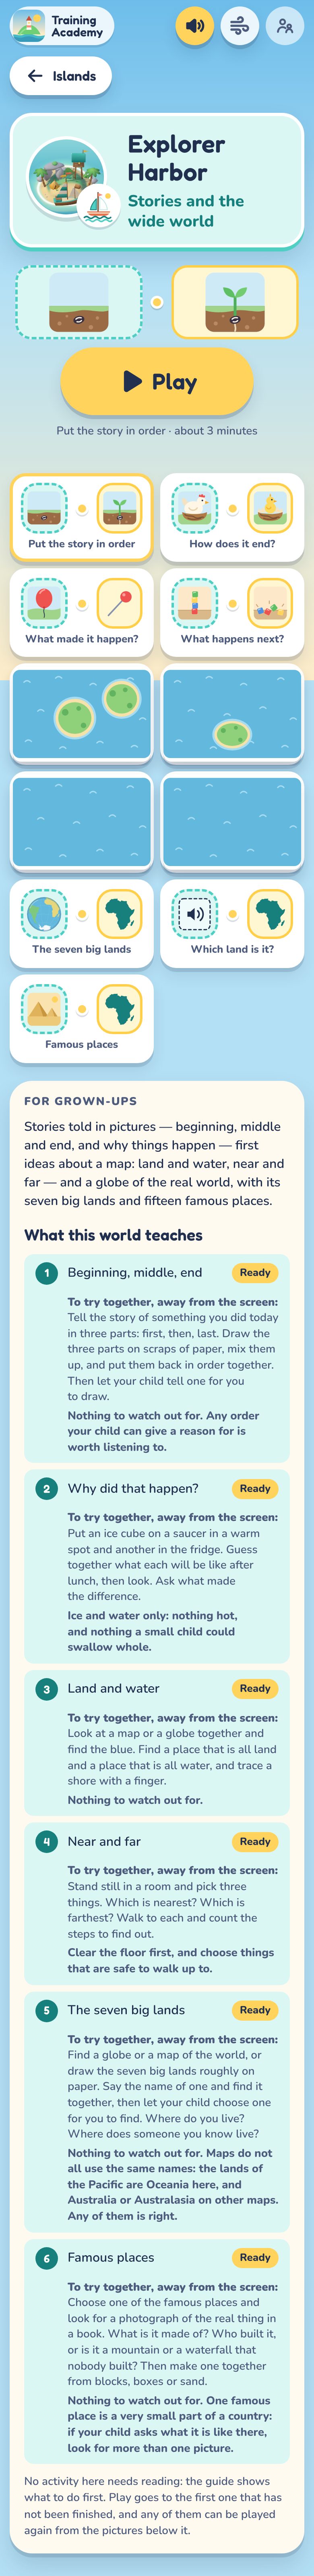 Training
Academy
Islands
Explorer
Harbor
Stories and the
wide world
Play
Put the story in order · about 3 minutes
Put the story in order
How does it end?
What made it happen?
What happens next?
The seven big lands
Which land is it?
Famous places
FOR GROWN-UPS
Stories told in pictures — beginning, middle
and end, and why things happen — first
ideas about a map: land and water, near and
far — and a globe of the real world, with its
seven big lands and fifteen famous places.
What this world teaches
1 Beginning, middle, end Ready
To try together, away from the screen:
Tell the story of something you did today
in three parts: first, then, last. Draw the
three parts on scraps of paper, mix them
up, and put them back in order together.
Then let your child tell one for you
to draw.
Nothing to watch out for. Any order
your child can give a reason for is
worth listening to.
2 Why did that happen? Ready
To try together, away from the screen:
Put an ice cube on a saucer in a warm
spot and another in the fridge. Guess
together what each will be like after
lunch, then look. Ask what made
the difference.
Ice and water only: nothing hot,
and nothing a small child could
swallow whole.
3 Land and water Ready
To try together, away from the screen:
Look at a map or a globe together and
find the blue. Find a place that is all land
and a place that is all water, and trace a
shore with a finger.
Nothing to watch out for.
4 Near and far Ready
To try together, away from the screen:
Stand still in a room and pick three
things. Which is nearest? Which is
farthest? Walk to each and count the
steps to find out.
Clear the floor first, and choose things
that are safe to walk up to.
5 The seven big lands Ready
To try together, away from the screen:
Find a globe or a map of the world, or
draw the seven big lands roughly on
paper. Say the name of one and find it
together, then let your child choose one
for you to find. Where do you live?
Where does someone you know live?
Nothing to watch out for. Maps do not
all use the same names: the lands of
the Pacific are Oceania here, and
Australia or Australasia on other maps.
Any of them is right.
6 Famous places Ready
To try together, away from the screen:
Choose one of the famous places and
look for a photograph of the real thing in
a book. What is it made of? Who built it,
or is it a mountain or a waterfall that
nobody built? Then make one together
from blocks, boxes or sand.
Nothing to watch out for. One famous
place is a very small part of a country:
if your child asks what it is like there,
look for more than one picture.
No activity here needs reading: the guide shows
what to do first. Play goes to the first one that has
not been finished, and any of them can be played
again from the pictures below it.